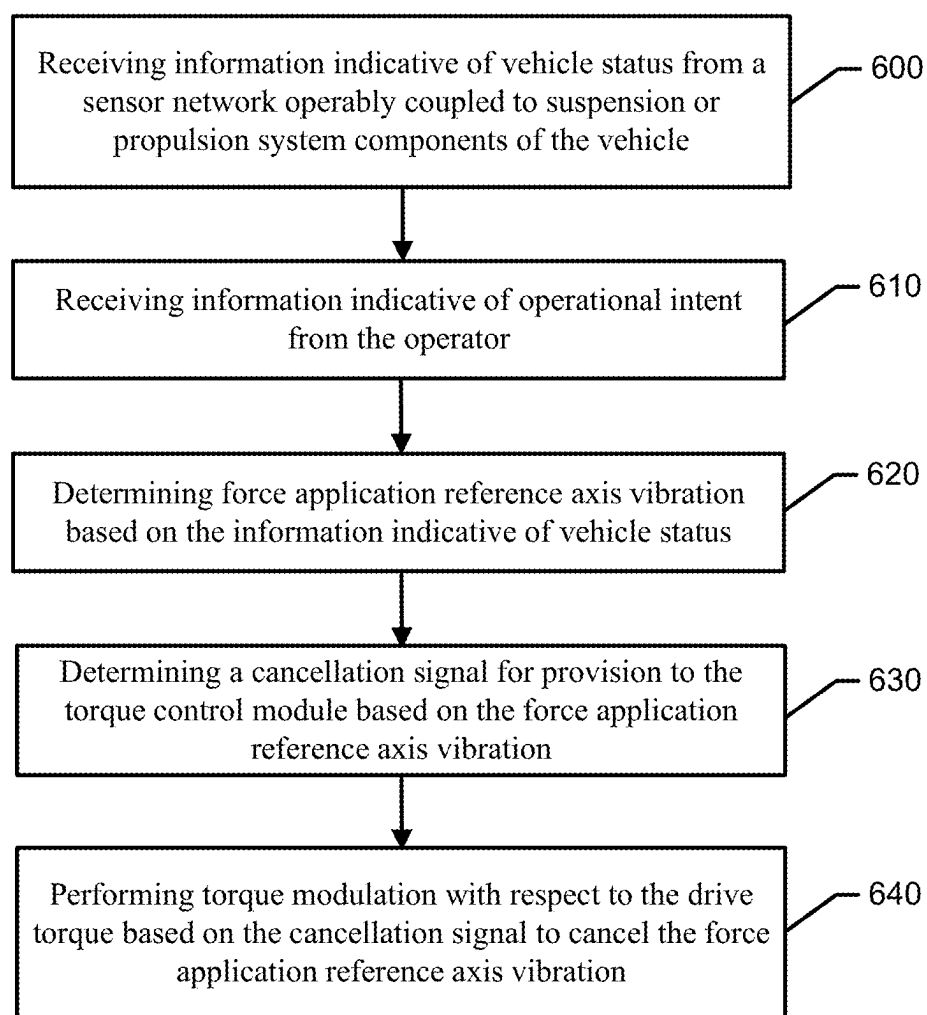 Receiving information indicative of vehicle status from a
sensor network operably coupled to suspension or
propulsion system components of the vehicle
600
Receiving information indicative of operational intent
from the operator
610
Determining force application reference axis vibration
based on the information indicative of vehicle status
620
Determining a cancellation signal for provision to the
torque control module based on the force application
reference axis vibration
630
Performing torque modulation with respect to the drive
torque based on the cancellation signal to cancel the force
application reference axis vibration
640